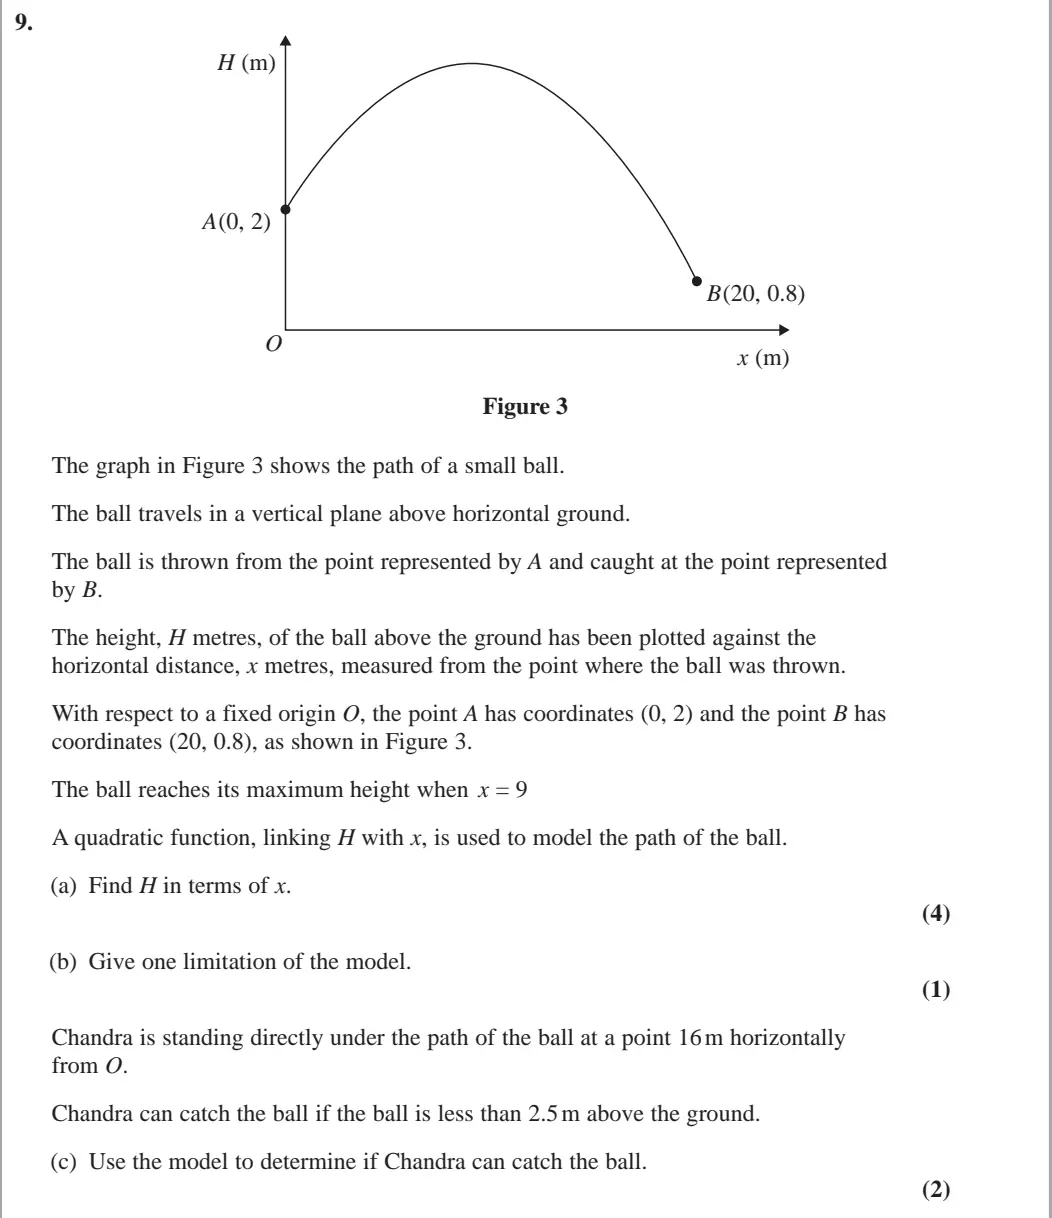 9.
H (m)
A(0, 2)
B(20, 0.8)
O
x (m)
Figure 3
The graph in Figure 3 shows the path of a small ball.
The ball travels in a vertical plane above horizontal ground.
The ball is thrown from the point represented by A and caught at the point represented
by B.
The height, H metres, of the ball above the ground has been plotted against the
horizontal distance, x metres, measured from the point where the ball was thrown.
With respect to a fixed origin O, the point A has coordinates (0, 2) and the point B has
coordinates (20, 0.8), as shown in Figure 3.
The ball reaches its maximum height when x = 9
A quadratic function, linking H with x, is used to model the path of the ball.
(a) Find H in terms of x.
(4)
(b) Give one limitation of the model.
(1)
Chandra is standing directly under the path of the ball at a point 16 m horizontally
from O.
Chandra can catch the ball if the ball is less than 2.5 m above the ground.
(c) Use the model to determine if Chandra can catch the ball.
(2)